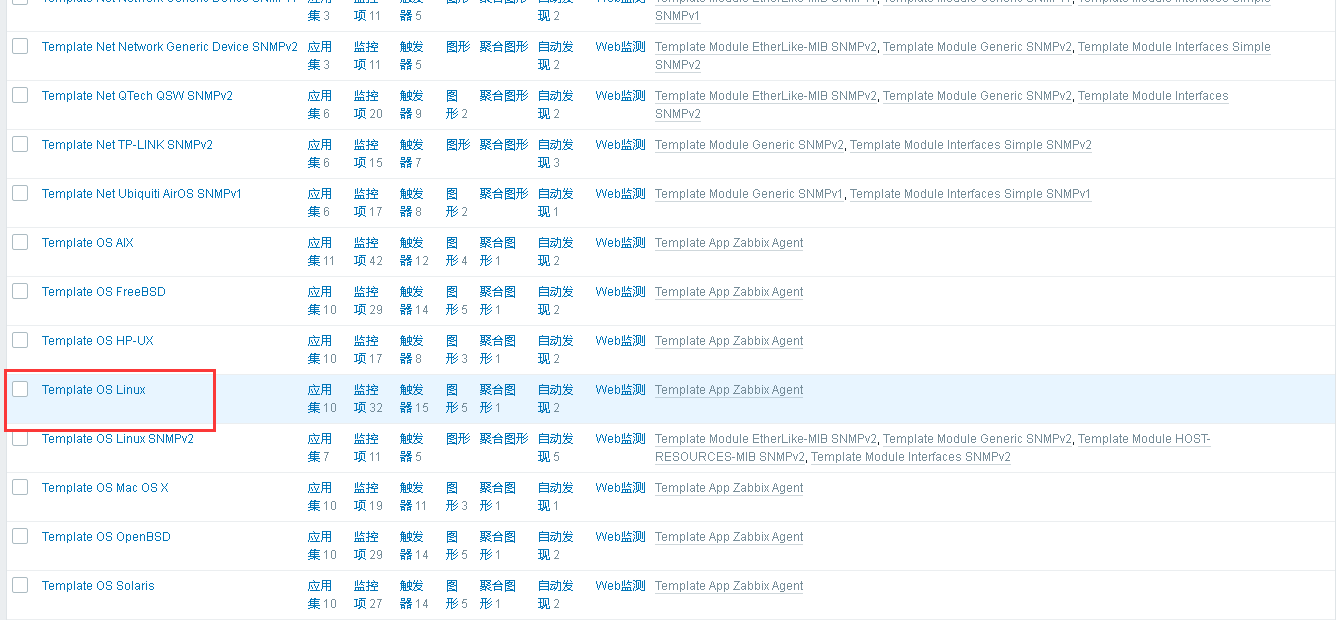 Template Net Network Generic Device SNMPv1 应用 监控 触发 图形 聚合图形 自动发 Web监测 Template Module EtherLike-MIB SNMPv1, Template Module Generic SNMPv1, Template Module Interfaces Simple
集 3 项 11 器 5 现 2 SNMPv1
Template Net Network Generic Device SNMPv2 应用 监控 触发 图形 聚合图形 自动发 Web监测 Template Module EtherLike-MIB SNMPv2, Template Module Generic SNMPv2, Template Module Interfaces Simple
集 3 项 11 器 5 现 2 SNMPv2
Template Net QTech QSW SNMPv2 应用 监控 触发 图 聚合图形 自动发 Web监测 Template Module EtherLike-MIB SNMPv2, Template Module Generic SNMPv2, Template Module Interfaces
集 6 项 20 器 9 形 2 现 2 SNMPv2
Template Net TP-LINK SNMPv2 应用 监控 触发 图形 聚合图形 自动发 Web监测 Template Module Generic SNMPv2, Template Module Interfaces Simple SNMPv2
集 6 项 15 器 7 现 3
Template Net Ubiquiti AirOS SNMPv1 应用 监控 触发 图 聚合图形 自动发 Web监测 Template Module Generic SNMPv1, Template Module Interfaces Simple SNMPv1
集 6 项 17 器 8 形 2 现 1
Template OS AIX 应用 监控 触发 图 聚合图 自动发 Web监测 Template App Zabbix Agent
集 11 项 42 器 12 形 4 形 1 现 2
Template OS FreeBSD 应用 监控 触发 图 聚合图 自动发 Web监测 Template App Zabbix Agent
集 10 项 29 器 14 形 5 形 1 现 2
Template OS HP-UX 应用 监控 触发 图 聚合图 自动发 Web监测 Template App Zabbix Agent
集 10 项 17 器 8 形 3 形 1 现 2
Template OS Linux 应用 监控 触发 图 聚合图 自动发 Web监测 Template App Zabbix Agent
集 10 项 32 器 15 形 5 形 1 现 2
Template OS Linux SNMPv2 应用 监控 触发 图形 聚合图形 自动发 Web监测 Template Module EtherLike-MIB SNMPv2, Template Module Generic SNMPv2, Template Module HOST-
集 7 项 11 器 5 现 5 RESOURCES-MIB SNMPv2, Template Module Interfaces SNMPv2
Template OS Mac OS X 应用 监控 触发 图 聚合图 自动发 Web监测 Template App Zabbix Agent
集 10 项 19 器 11 形 3 形 1 现 1
Template OS OpenBSD 应用 监控 触发 图 聚合图 自动发 Web监测 Template App Zabbix Agent
集 10 项 29 器 14 形 5 形 1 现 2
Template OS Solaris 应用 监控 触发 图 聚合图 自动发 Web监测 Template App Zabbix Agent
集 10 项 27 器 14 形 5 形 1 现 2